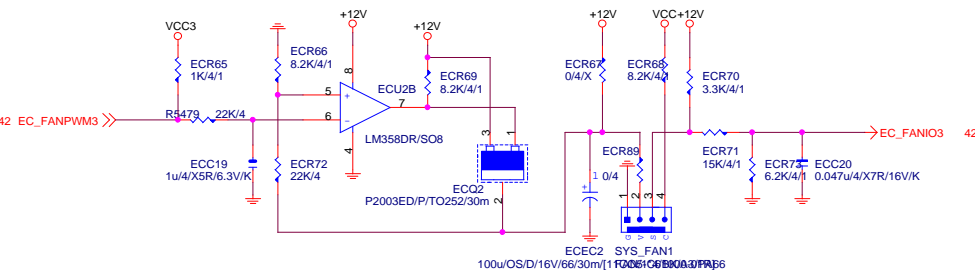 VCC3
ECR65
1K/4/1
42 EC_FANPWM3
R5479 22K/4
ECC19
1u/4/X5R/6.3V/K
ECR66
8.2K/4/1
ECR72
22K/4
+12V
8
5
6
7
4
+
-
ECU2B
LM358DR/SO8
+12V
ECR69
8.2K/4/1
3
1
2
ECQ2
P2003ED/P/TO252/30m
+12V
ECR67
0/4/X
VCC
ECR68
8.2K/4/1
+12V
ECR70
3.3K/4/1
ECR89
0/4
+
1
ECEC2
1
2
3
4
G
V
S
C
SYS_FAN1
100u/OS/D/16V/66/30m/
ECR71
15K/4/1
ECR73
6.2K/4/1
ECC20
0.047u/4/X7R/16V/K
EC_FANIO3 42